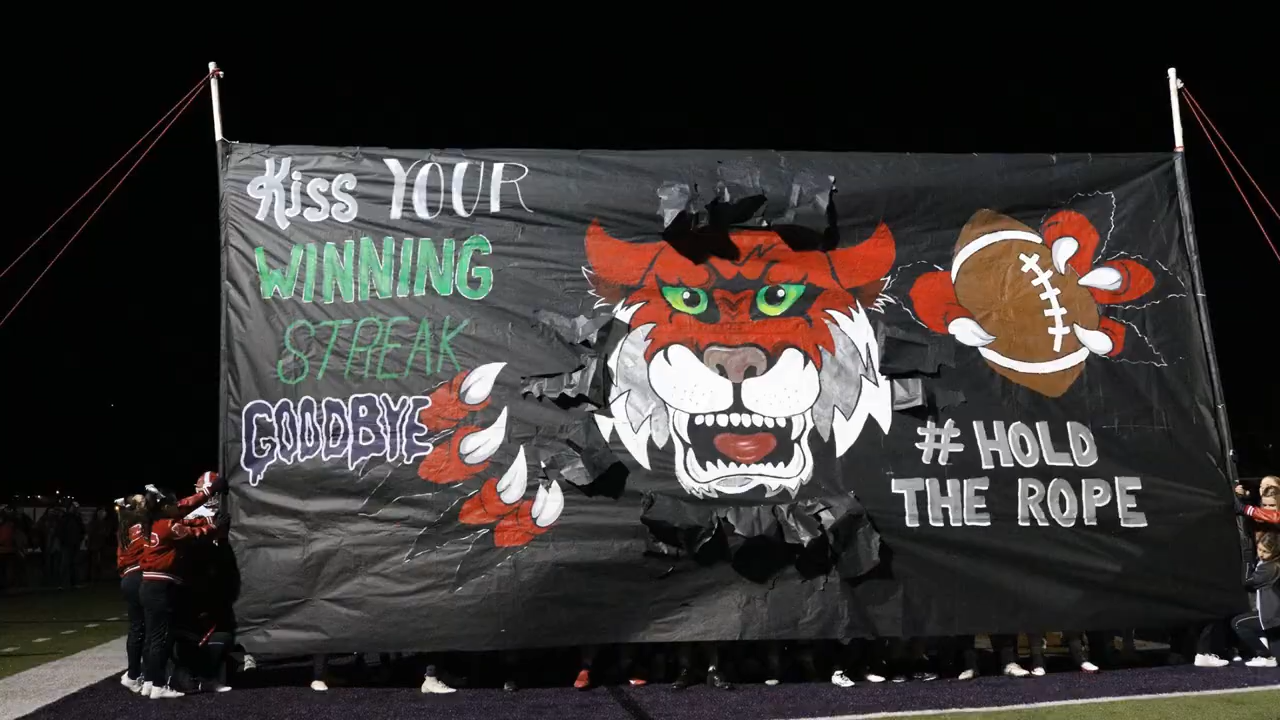 Kiss YOUR
WINNING
STREAK
GOODBYE
# HOLD
THE ROPE